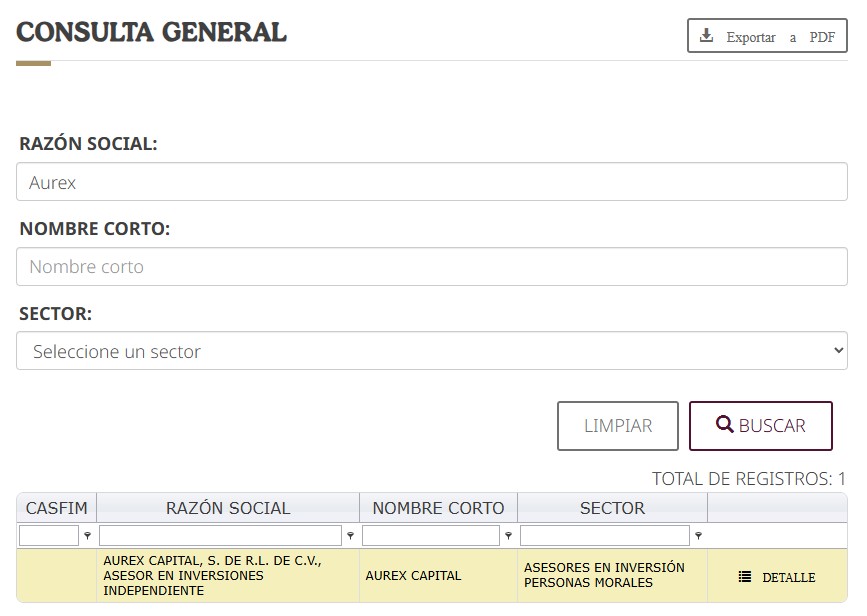 CONSULTA GENERAL
Exportar a PDF
RAZÓN SOCIAL:
Aurex
NOMBRE CORTO:
Nombre corto
SECTOR:
Seleccione un sector
LIMPIAR BUSCAR
TOTAL DE REGISTROS: 1
CASFIM RAZÓN SOCIAL NOMBRE CORTO SECTOR
AUREX CAPITAL, S. DE R.L. DE C.V.,
ASESOR EN INVERSIONES
INDEPENDIENTE
AUREX CAPITAL
ASESORES EN INVERSIÓN
PERSONAS MORALES
DETALLE